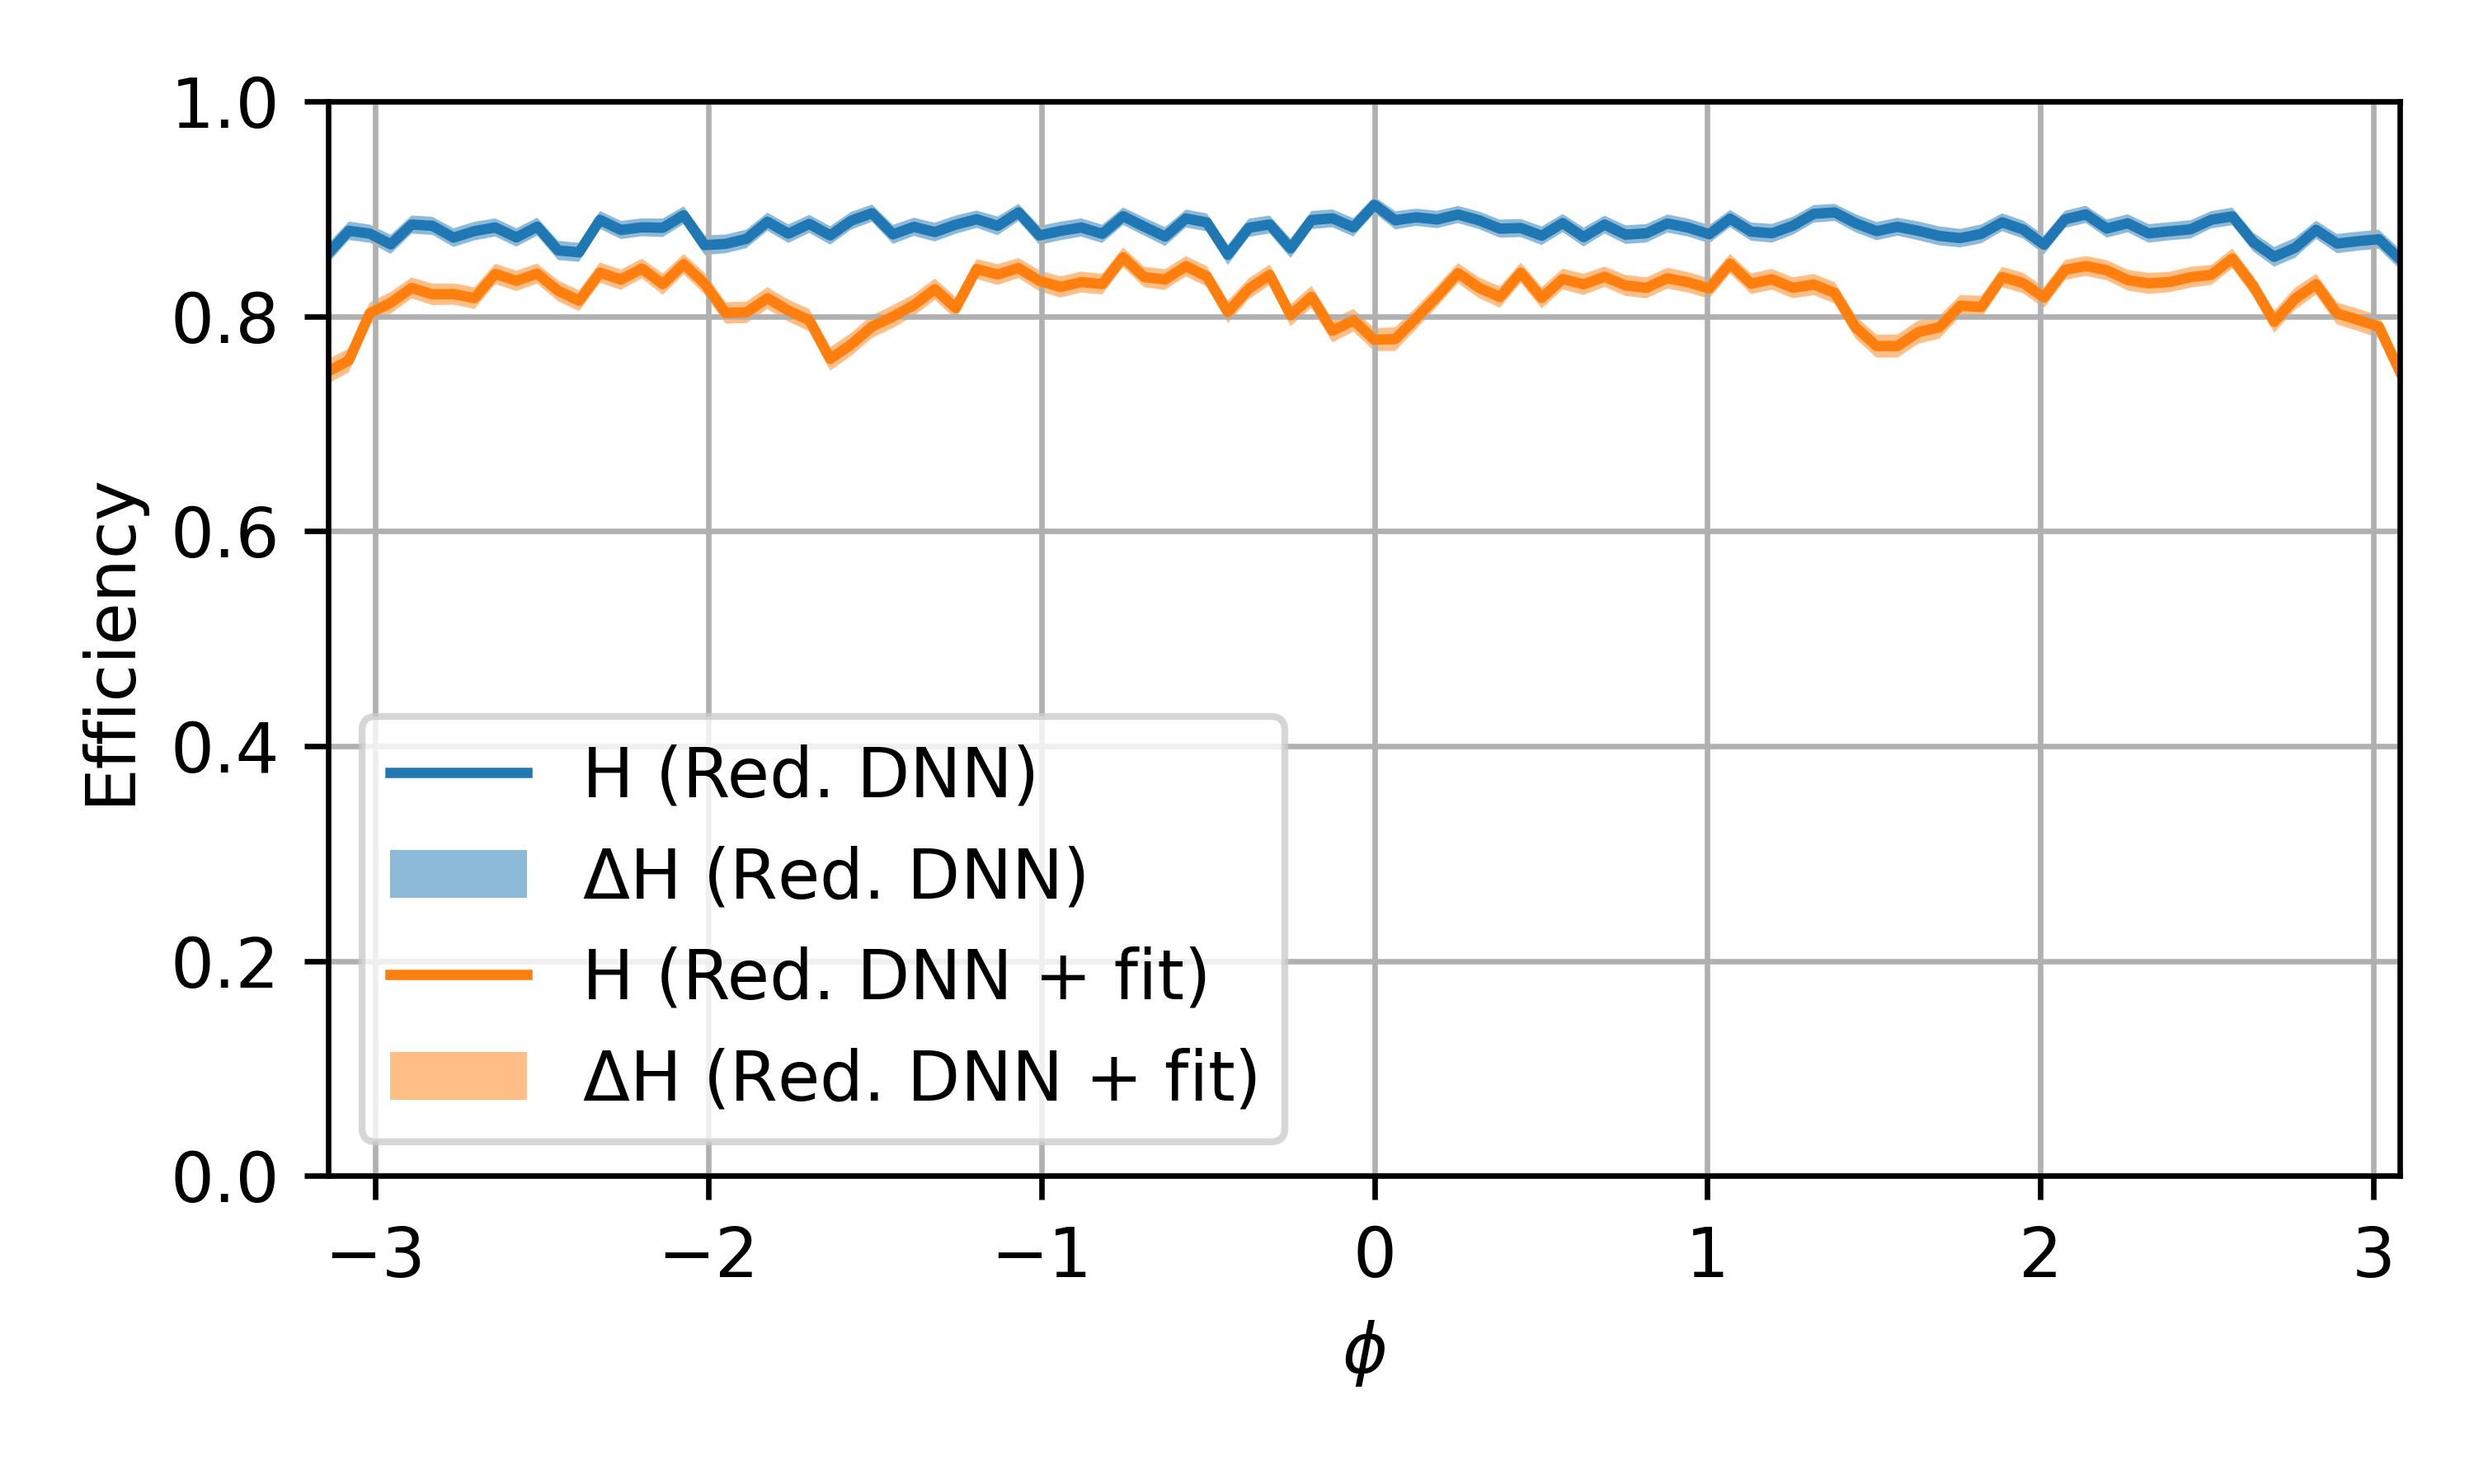 1.0
0.8
0.6
0.4
0.2
0.0
Efficiency
H (Red. DNN)
ΔH (Red. DNN)
H (Red. DNN + fit)
ΔH (Red. DNN + fit)
−3 −2 −1 0 1 2 3
ϕ